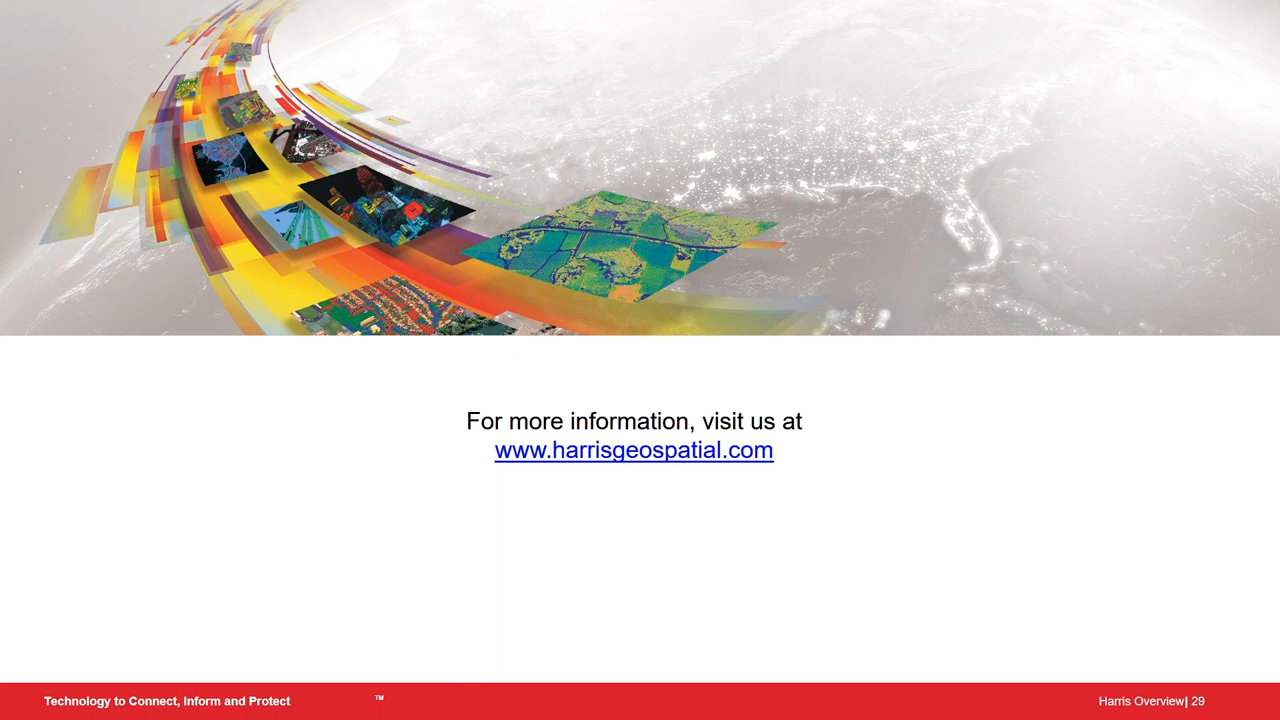 For more information, visit us at
www.harrisgeospatial.com
Technology to Connect, Inform and Protect ™
Harris Overview| 29